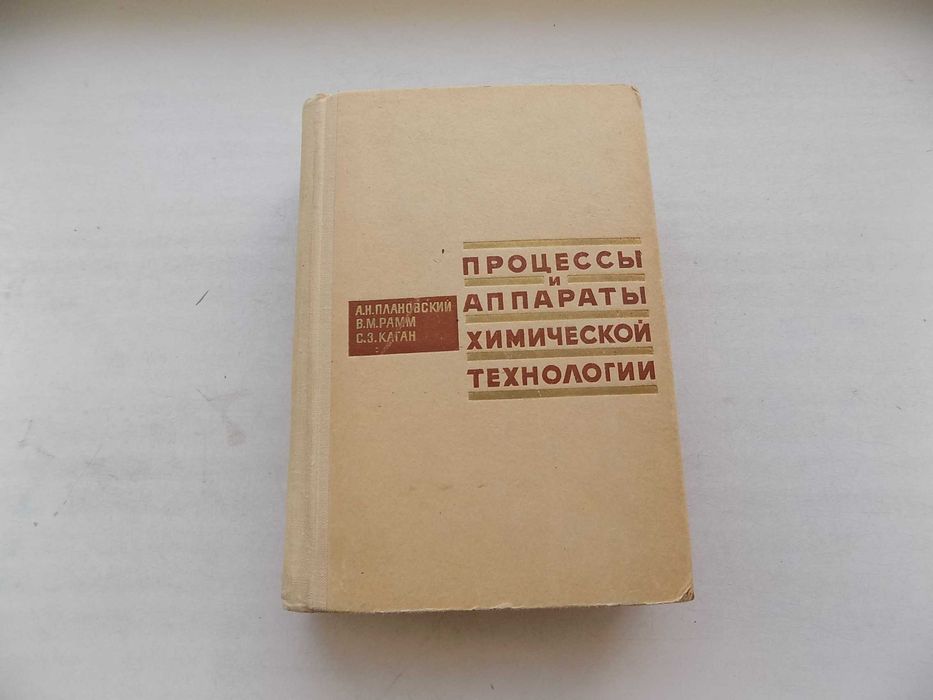 А.Н.ПЛАНОВСКИЙ
В.М.РАММ
С.З.КАГАН
ПРОЦЕССЫ
И
АППАРАТЫ
ХИМИЧЕСКОЙ
ТЕХНОЛОГИИ